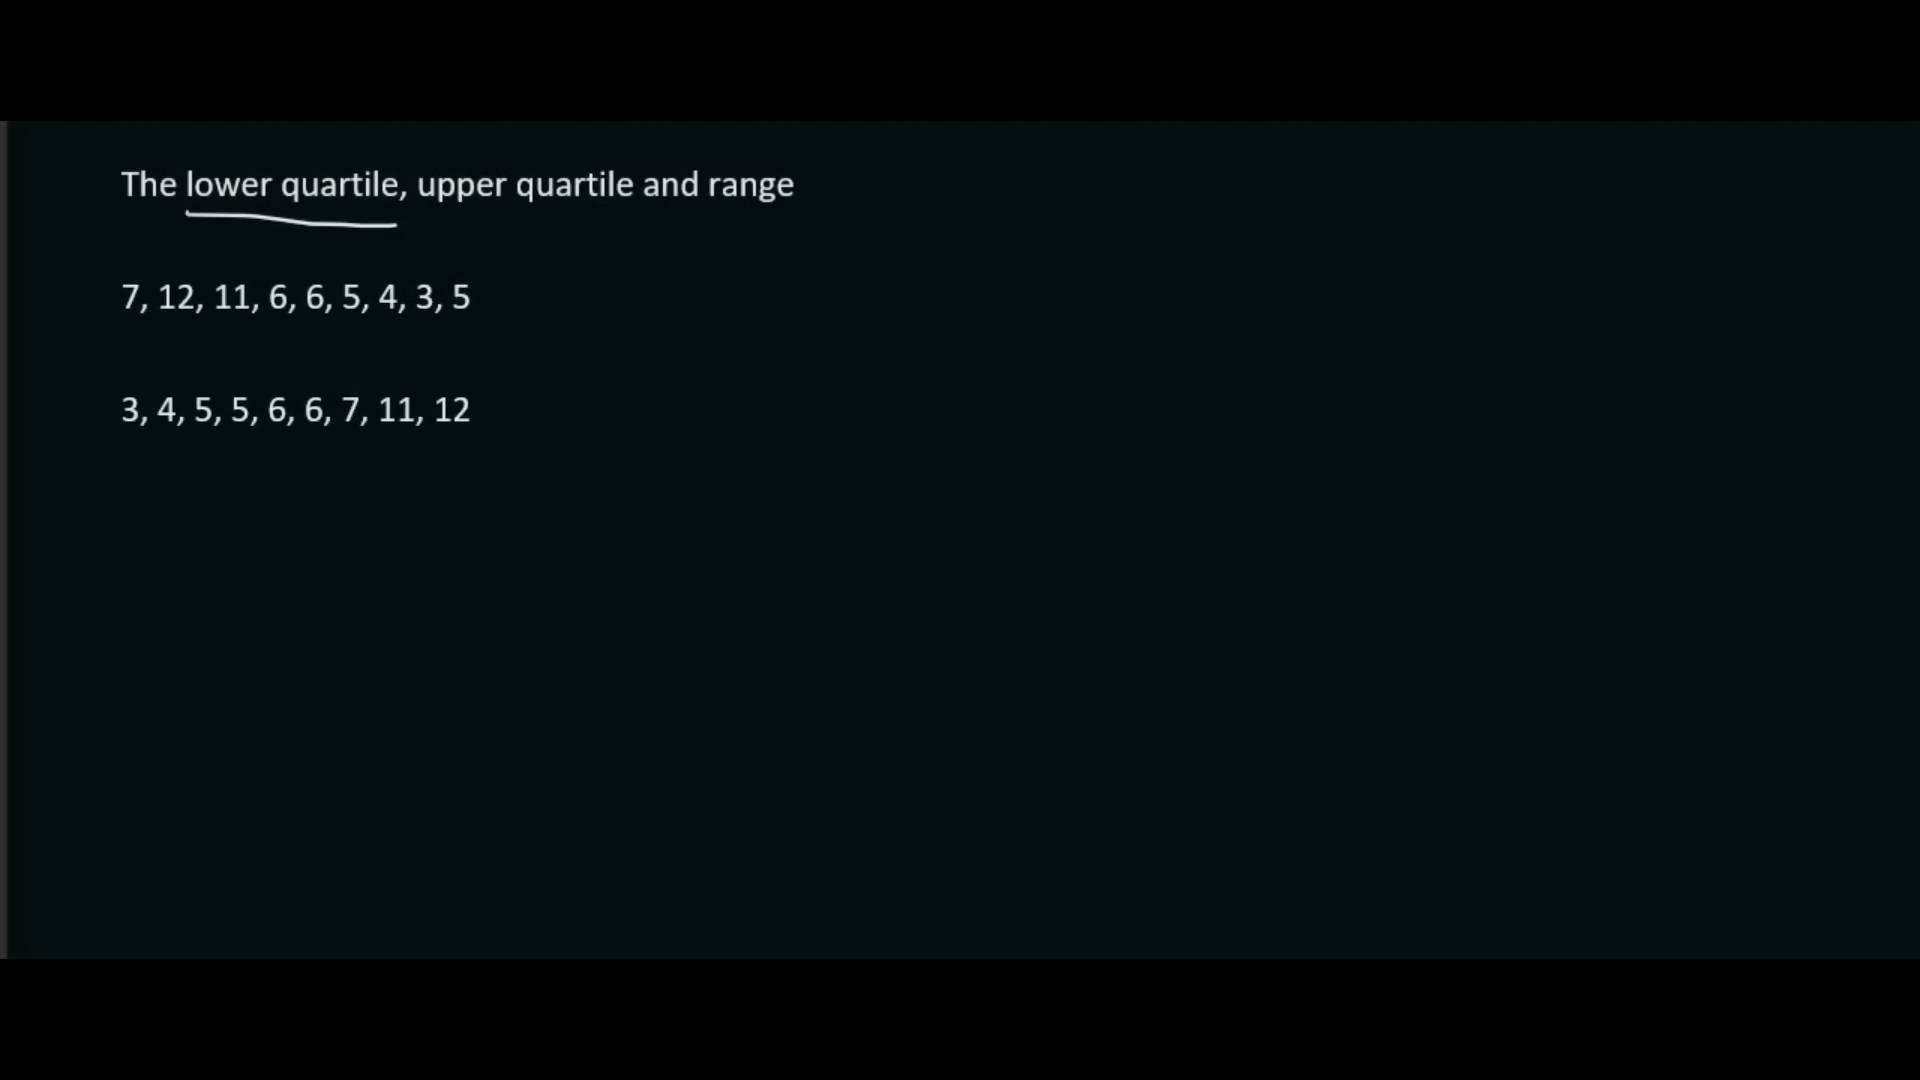 The lower quartile, upper quartile and range
7, 12, 11, 6, 6, 5, 4, 3, 5
3, 4, 5, 5, 6, 6, 7, 11, 12